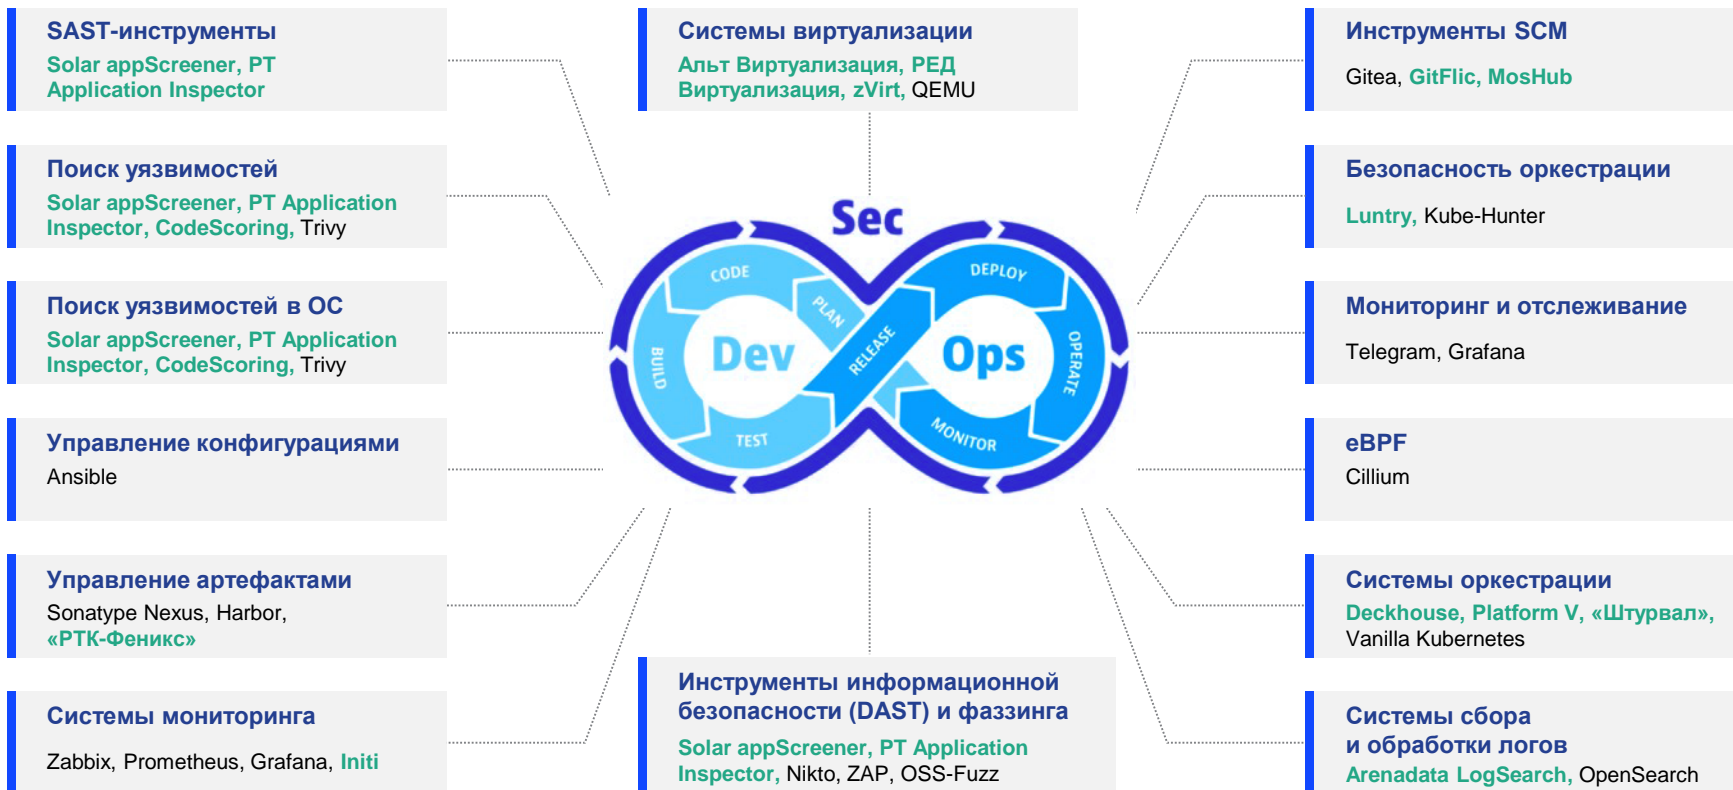 SAST-инструменты
Solar appScreener, PT
Application Inspector
Поиск уязвимостей
Solar appScreener, PT Application
Inspector, CodeScoring, Trivy
Поиск уязвимостей в ОС
Solar appScreener, PT Application
Inspector, CodeScoring, Trivy
Управление конфигурациями
Ansible
Управление артефактами
Sonatype Nexus, Harbor,
«РТК-Феникс»
Системы мониторинга
Zabbix, Prometheus, Grafana, Initi
Системы виртуализации
Альт Виртуализация, РЕД
Виртуализация, zVirt, QEMU
Sec
CODE
PLAN
BUILD
Dev
TEST
RELEASE
DEPLOY
Ops
OPERATE
MONITOR
Инструменты информационной
безопасности (DAST) и фаззинга
Solar appScreener, PT Application
Inspector, Nikto, ZAP, OSS-Fuzz
Инструменты SCM
Gitea, GitFlic, MosHub
Безопасность оркестрации
Luntry, Kube-Hunter
Мониторинг и отслеживание
Telegram, Grafana
eBPF
Cillium
Системы оркестрации
Deckhouse, Platform V, «Штурвал»,
Vanilla Kubernetes
Системы сбора
и обработки логов
Arenadata LogSearch, OpenSearch